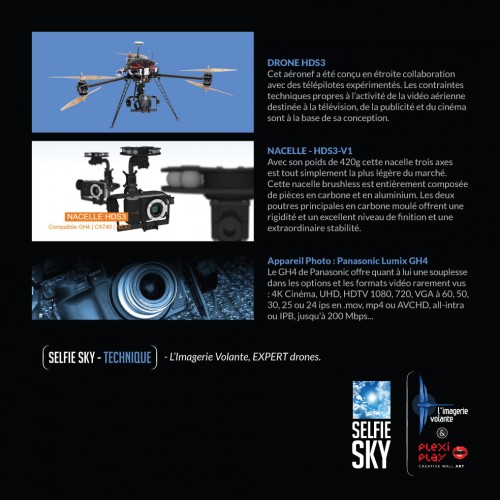 DRONE HDS3
Cet aéronef a été conçu en étroite collaboration
avec des télépilotes expérimentés. Les contraintes
techniques propres à l'activité de la vidéo aérienne
destinée à la télévision, de la publicité et du cinéma
sont à la base de sa conception.
NACELLE - HDS3-V1
Avec son poids de 420g cette nacelle trois axes
est tout simplement la plus légère du marché.
Cette nacelle brushless est entièrement composée
de pièces en carbone et en aluminium. Les deux
poutres principales en carbone moulé offrent une
rigidité et un excellent niveau de finition et une
extraordinaire stabilité.
NACELLE HDS3
Compatible GH4 | CX740 |
Appareil Photo : Panasonic Lumix GH4
Le GH4 de Panasonic offre quant à lui une souplesse
dans les options et les formats vidéo rarement vus
: 4K Cinéma, UHD, HDTV 1080, 720, VGA à 60, 50,
30, 25 ou 24 ips en .mov, mp4 ou AVCHD, all-intra
ou IPB, jusqu'à 200 Mbps...
SELFIE SKY - TECHNIQUE
- L'Imagerie Volante, EXPERT drones.
SELFIE
SKY
L'imagerie
volante
&
PLEXI
PLAY
CREATIVE WALL ART